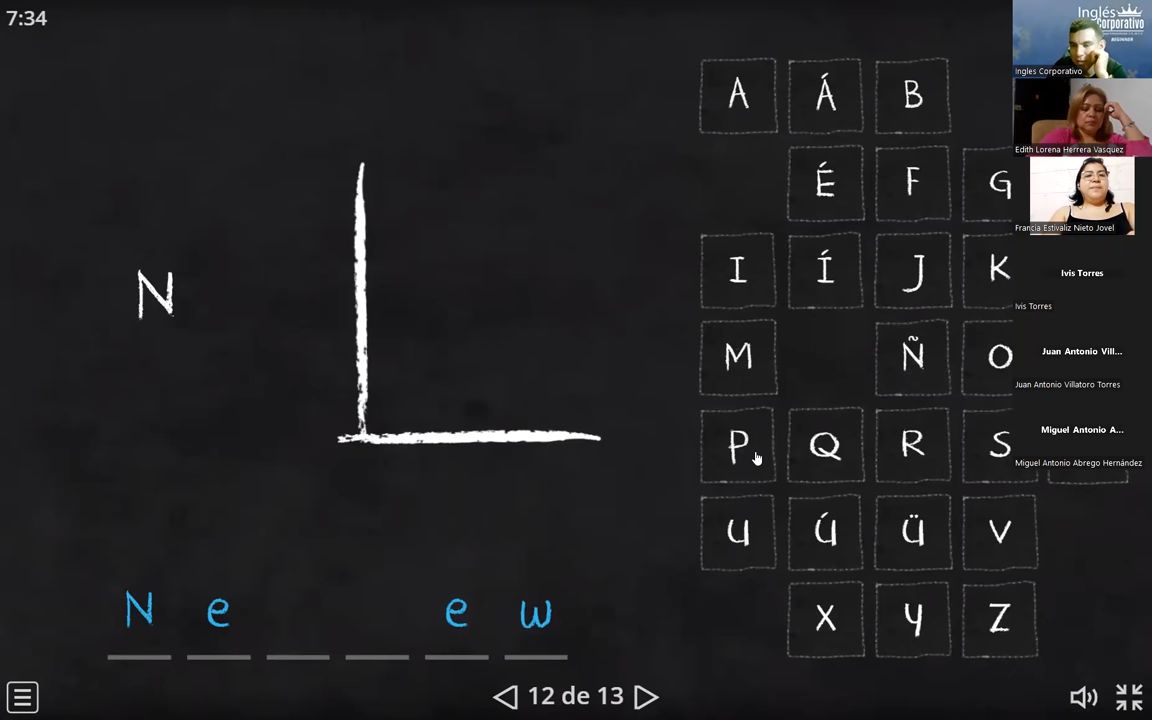 7:34
Inglés
Corporativo
BEGINNER
Ingles Corporativo
Edith Lorena Herrera Vasquez
Francia Estivaliz Nieto Jovel
Ivis Torres
Ivis Torres
Juan Antonio Vill...
Juan Antonio Villatoro Torres
Miguel Antonio A...
Miguel Antonio Abrego Hernández
A Á B
É F G
I Í J K
M Ñ O
P Q R S
U Ú Ü V
X Y Z
N
N e e w
12 de 13